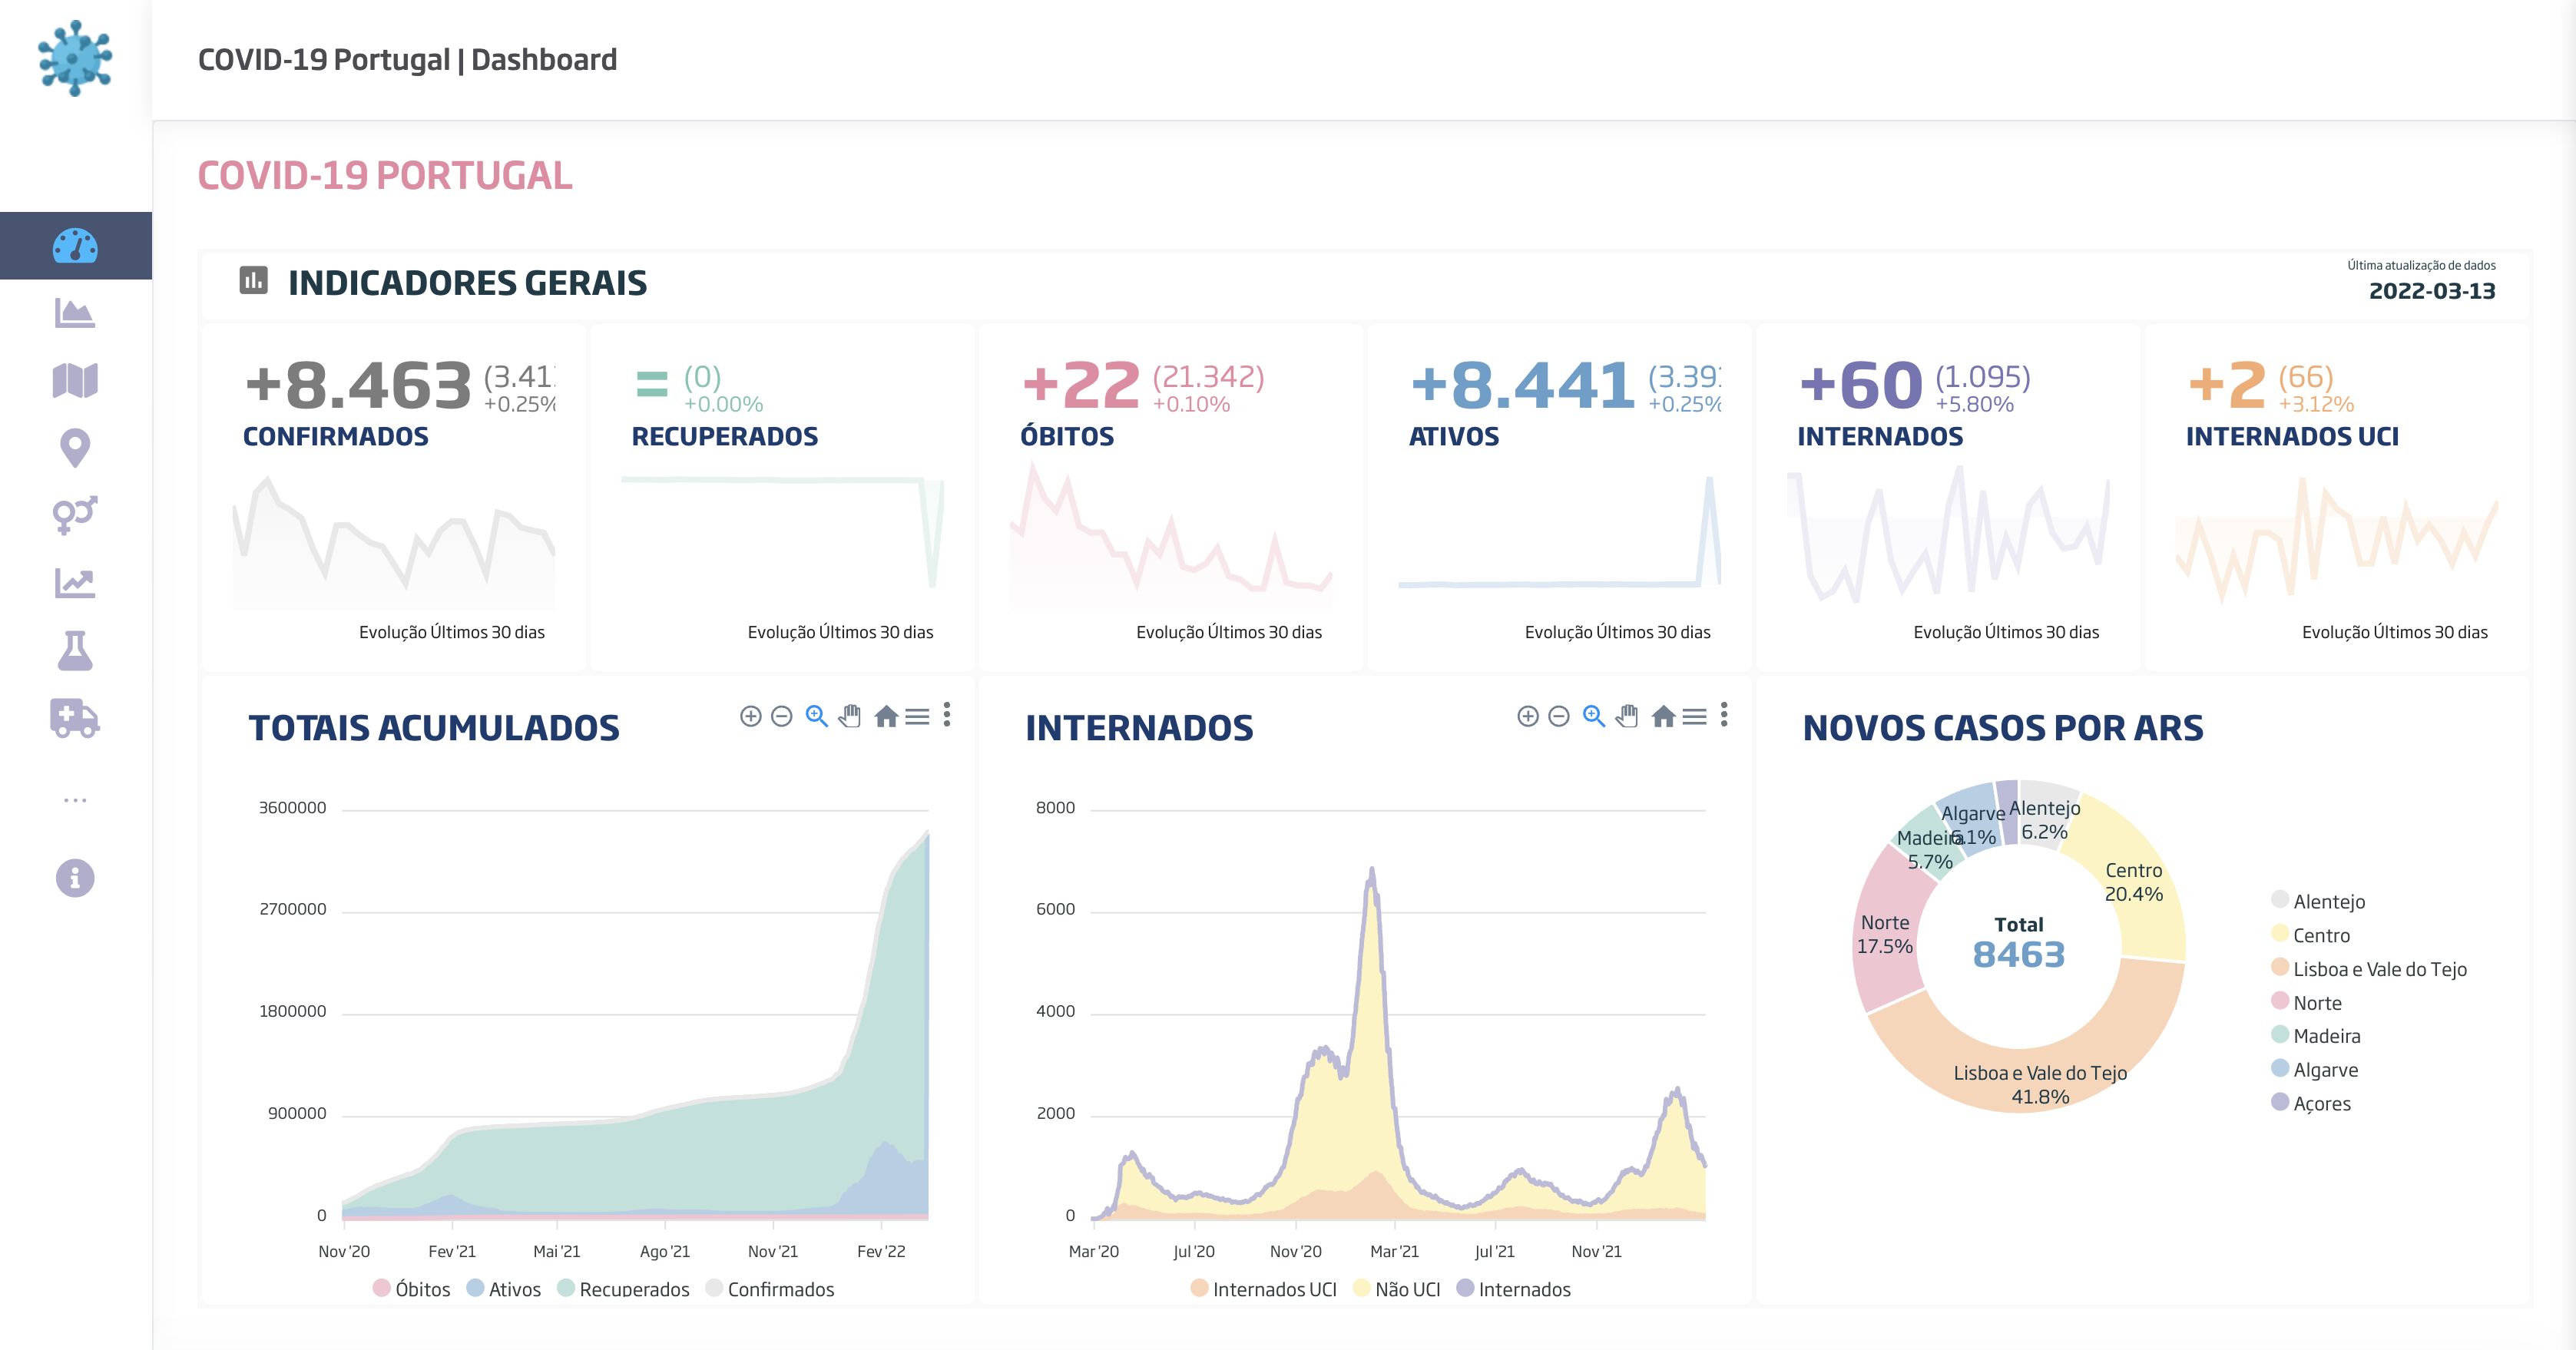 COVID-19 Portugal | Dashboard
COVID-19 PORTUGAL
INDICADORES GERAIS
Última atualização de dados
2022-03-13
+8.463 (3.41
+0.25%
CONFIRMADOS
Evolução Últimos 30 dias
= (0)
+0.00%
RECUPERADOS
Evolução Últimos 30 dias
+22 (21.342)
+0.10%
ÓBITOS
Evolução Últimos 30 dias
+8.441 (3.39
+0.25%
ATIVOS
Evolução Últimos 30 dias
+60 (1.095)
+5.80%
INTERNADOS
Evolução Últimos 30 dias
+2 (66)
+3.12%
INTERNADOS UCI
Evolução Últimos 30 dias
TOTAIS ACUMULADOS
3600000
2700000
1800000
900000
0
Nov '20 Fev '21 Mai '21 Ago '21 Nov '21 Fev '22
Óbitos Ativos Recuperados Confirmados
INTERNADOS
8000
6000
4000
2000
0
Mar '20 Jul '20 Nov '20 Mar '21 Jul '21 Nov '21
Internados UCI Não UCI Internados
NOVOS CASOS POR ARS
Alentejo
6.2%
Centro
20.4%
Lisboa e Vale do Tejo
41.8%
Norte
17.5%
Madeira
5.7%
Algarve
6.1%
Total
8463
Alentejo
Centro
Lisboa e Vale do Tejo
Norte
Madeira
Algarve
Açores